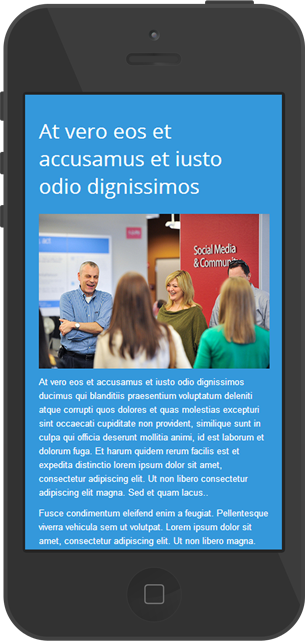 At vero eos et
accusamus et iusto
odio dignissimos
Social Media
& Communi
At vero eos et accusamus et iusto odio dignissimos
ducimus qui blanditiis praesentium voluptatum deleniti
atque corrupti quos dolores et quas molestias excepturi
sint occaecati cupiditate non provident, similique sunt in
culpa qui officia deserunt mollitia animi, id est laborum et
dolorum fuga. Et harum quidem rerum facilis est et
expedita distinctio lorem ipsum dolor sit amet,
consectetur adipiscing elit. Ut non libero consectetur
adipiscing elit magna. Sed et quam lacus..
Fusce condimentum eleifend enim a feugiat. Pellentesque
viverra vehicula sem ut volutpat. Lorem ipsum dolor sit
amet, consectetur adipiscing elit. Ut non libero magna.